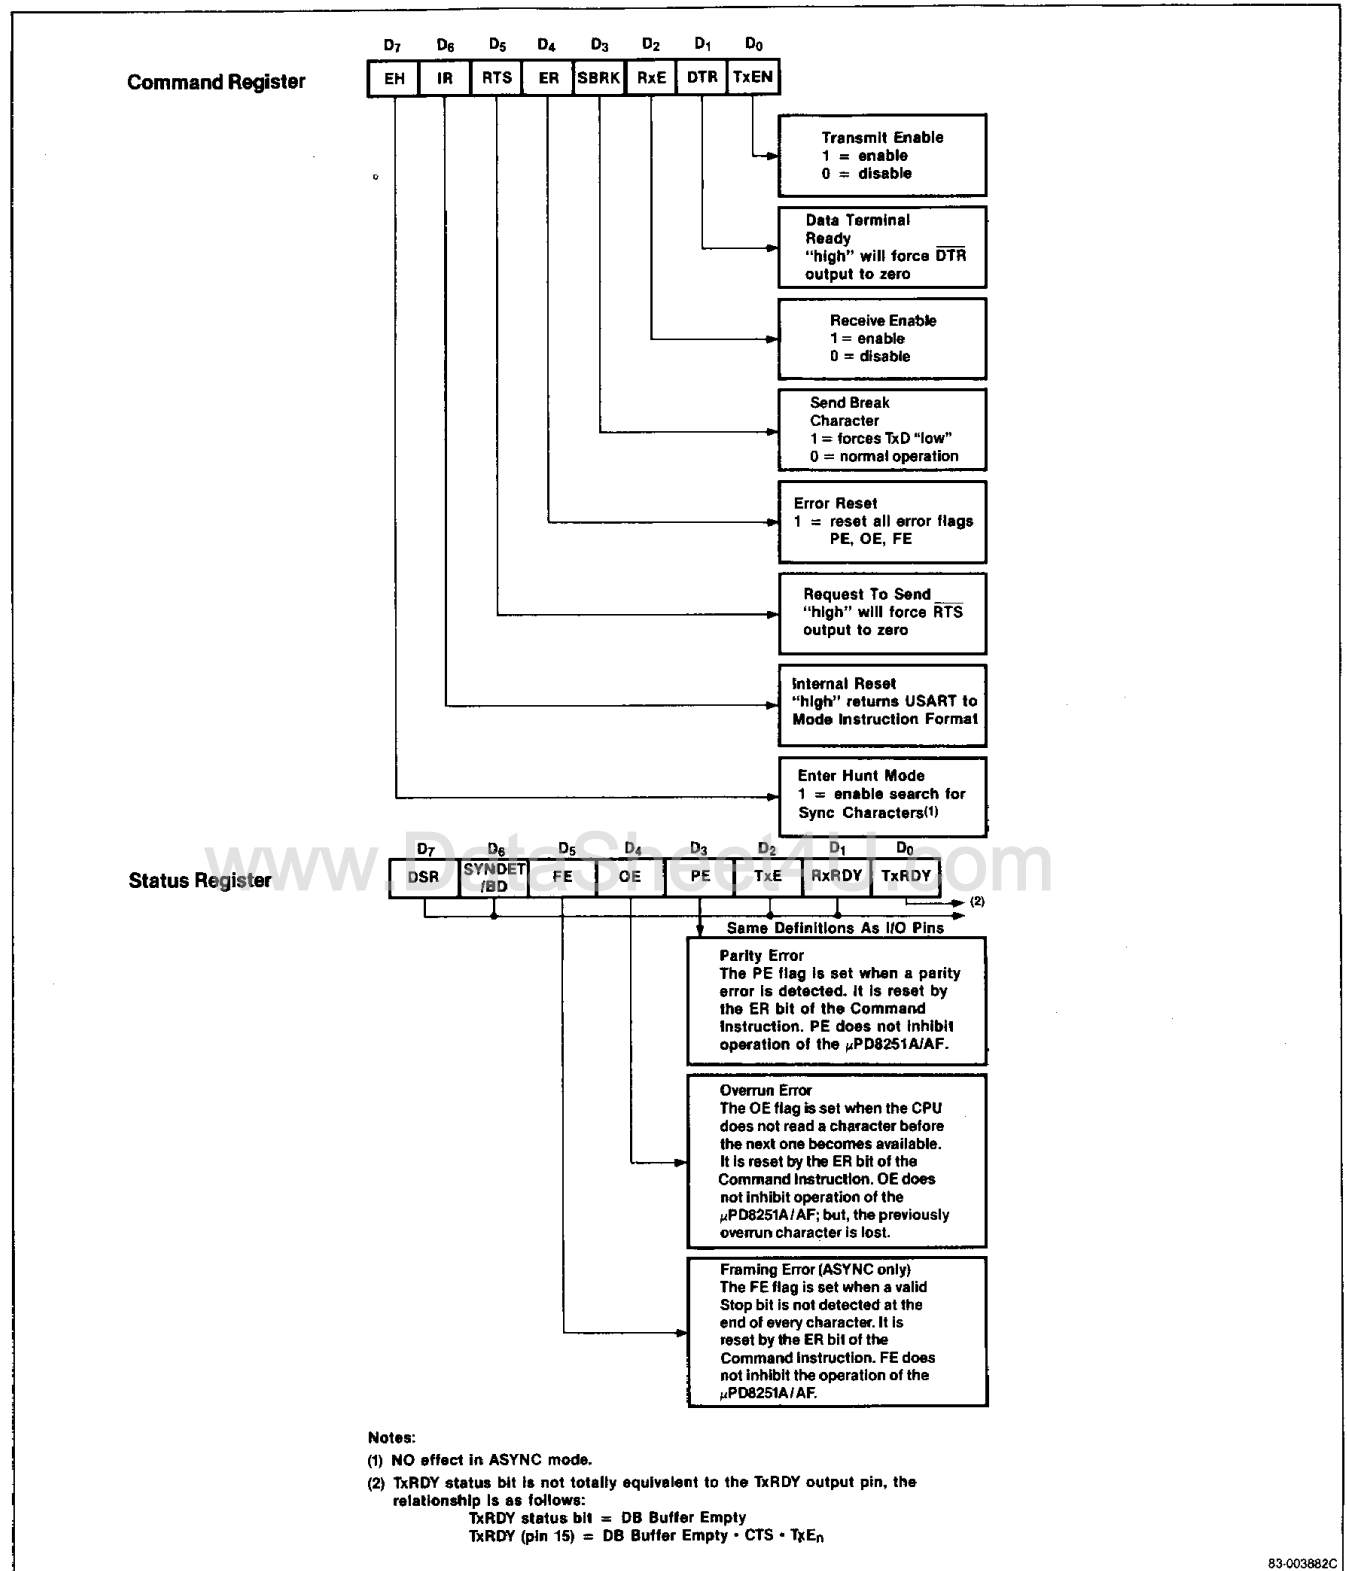 D7 D6 D5 D4 D3 D2 D1 D0
Command Register
EH IR RTS ER SBRK RxE DTR TxEN
Transmit Enable
1 = enable
0 = disable
Data Terminal
Ready
"high" will force D̅T̅R̅
output to zero
Receive Enable
1 = enable
0 = disable
Send Break
Character
1 = forces TxD "low"
0 = normal operation
Error Reset
1 = reset all error flags
PE, OE, FE
Request To Send
"high" will force R̅T̅S̅
output to zero
Internal Reset
"high" returns USART to
Mode Instruction Format
Enter Hunt Mode
1 = enable search for
Sync Characters(1)
www.DataSheet4U.com
D7 D6 D5 D4 D3 D2 D1 D0
Status Register
DSR SYNDET FE OE PE TxE RxRDY TxRDY
/BD
(2)
Same Definitions As I/O Pins
Parity Error
The PE flag is set when a parity
error is detected. It is reset by
the ER bit of the Command
Instruction. PE does not inhibit
operation of the μPD8251A/AF.
Overrun Error
The OE flag is set when the CPU
does not read a character before
the next one becomes available.
It is reset by the ER bit of the
Command Instruction. OE does
not inhibit operation of the
μPD8251A/AF; but, the previously
overrun character is lost.
Framing Error (ASYNC only)
The FE flag is set when a valid
Stop bit is not detected at the
end of every character. It is
reset by the ER bit of the
Command Instruction. FE does
not inhibit the operation of the
μPD8251A/AF.
Notes:
(1) NO effect in ASYNC mode.
(2) TxRDY status bit is not totally equivalent to the TxRDY output pin, the
relationship is as follows:
TxRDY status bit = DB Buffer Empty
TxRDY (pin 15) = DB Buffer Empty • CTS • TxEn
83-003882C